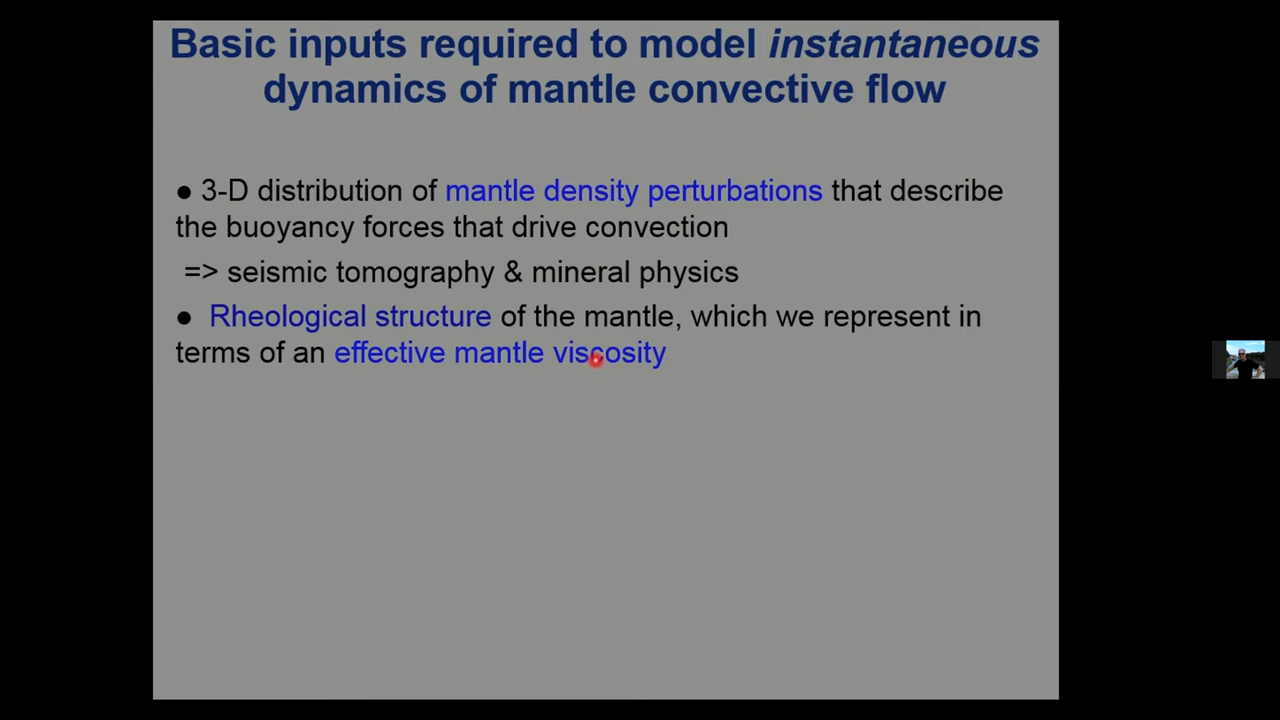 Basic inputs required to model instantaneous
dynamics of mantle convective flow
● 3-D distribution of mantle density perturbations that describe
the buoyancy forces that drive convection
=> seismic tomography & mineral physics
● Rheological structure of the mantle, which we represent in
terms of an effective mantle viscosity